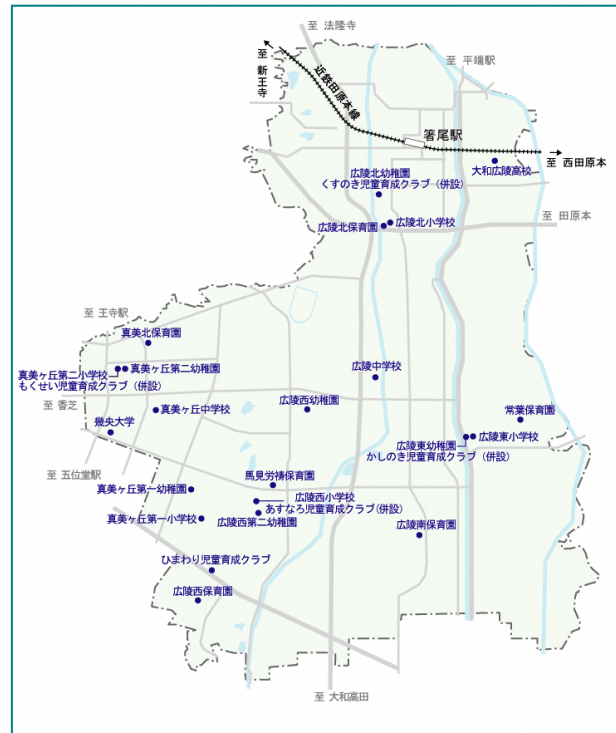 至 法隆寺
至 新王寺
近鉄田原本線
至 平端駅
箸尾駅
至 西田原本
大和広陵高校
広陵北幼稚園
くすのき児童育成クラブ（併設）
広陵北小学校
広陵北保育園
至 田原本
至 王寺駅
真美北保育園
真美ヶ丘第二幼稚園
真美ヶ丘第二小学校
もくせい児童育成クラブ（併設）
広陵中学校
至 香芝
真美ヶ丘中学校
広陵西幼稚園
常葉保育園
幾央大学
広陵東小学校
広陵東幼稚園
かしのき児童育成クラブ（併設）
至 五位堂駅
馬見労祷保育園
真美ヶ丘第一幼稚園
広陵西小学校
あすなろ児童育成クラブ（併設）
広陵西第二幼稚園
真美ヶ丘第一小学校
広陵南保育園
ひまわり児童育成クラブ
広陵西保育園
至 大和高田